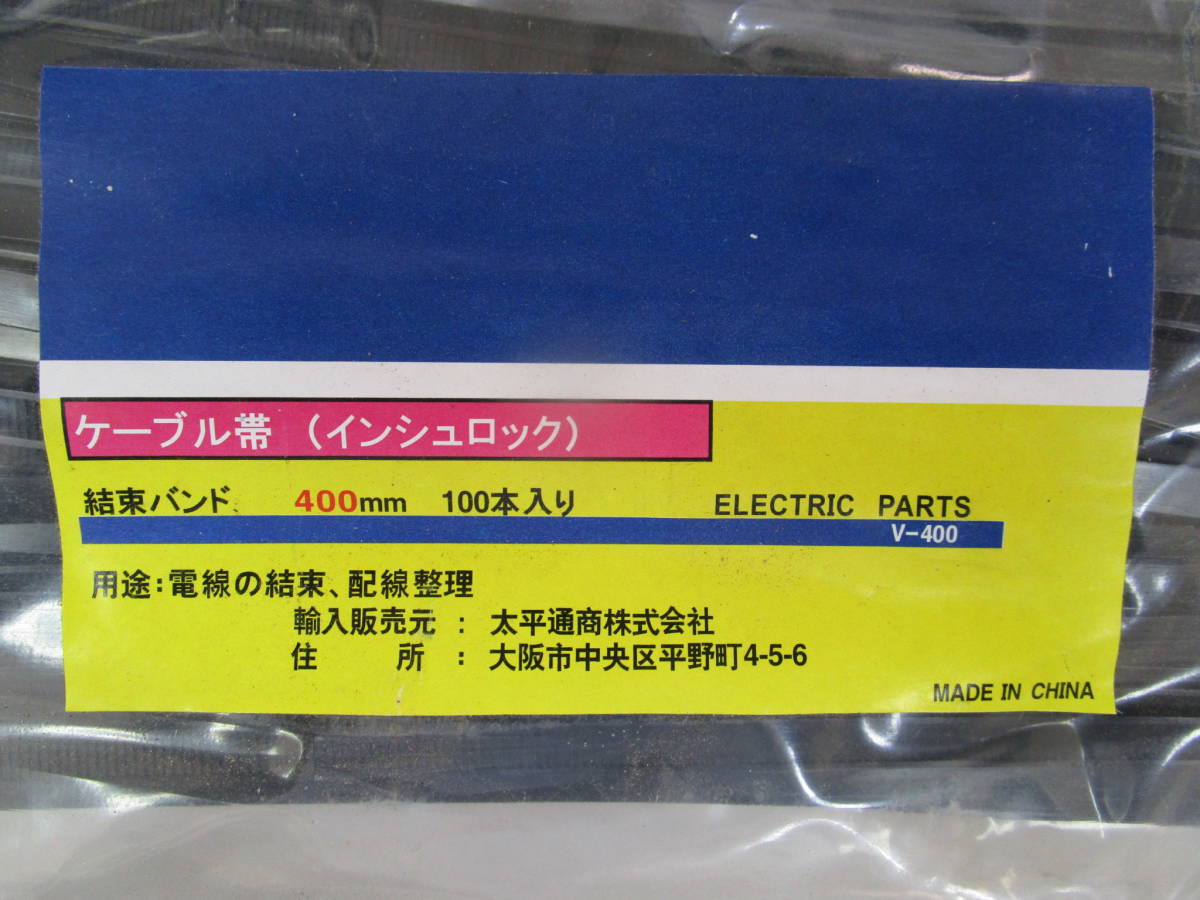 ケーブル帯 (インシュロック)
結束バンド 400mm 100本入り ELECTRIC PARTS
V-400
用途:電線の結束、配線整理
輸入販売元 : 太平通商株式会社
住 所 : 大阪市中央区平野町4-5-6
MADE IN CHINA